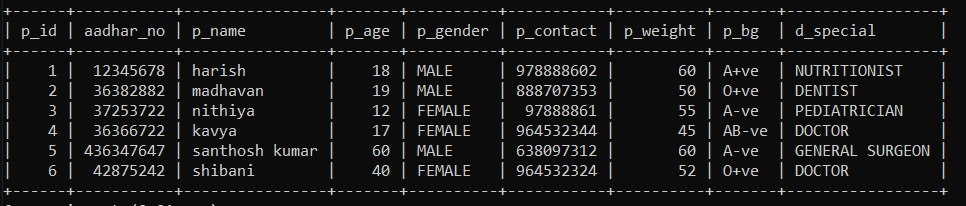 +------+-----------+----------------+-------+----------+-----------+----------+-------+-----------------+
| p_id | aadhar_no | p_name         | p_age | p_gender | p_contact | p_weight | p_bg  | d_special       |
+------+-----------+----------------+-------+----------+-----------+----------+-------+-----------------+
|    1 |  12345678 | harish         |    18 | MALE     | 978888602 |       60 | A+ve  | NUTRITIONIST    |
|    2 |  36382882 | madhavan       |    19 | MALE     | 888707353 |       50 | O+ve  | DENTIST         |
|    3 |  37253722 | nithiya        |    12 | FEMALE   |  97888861 |       55 | A-ve  | PEDIATRICIAN    |
|    4 |  36366722 | kavya          |    17 | FEMALE   | 964532344 |       45 | AB-ve | DOCTOR          |
|    5 | 436347647 | santhosh kumar |    60 | MALE     | 638097312 |       60 | A-ve  | GENERAL SURGEON |
|    6 |  42875242 | shibani        |    40 | FEMALE   | 964532324 |       52 | O+ve  | DOCTOR          |
+------+-----------+----------------+-------+----------+-----------+----------+-------+-----------------+